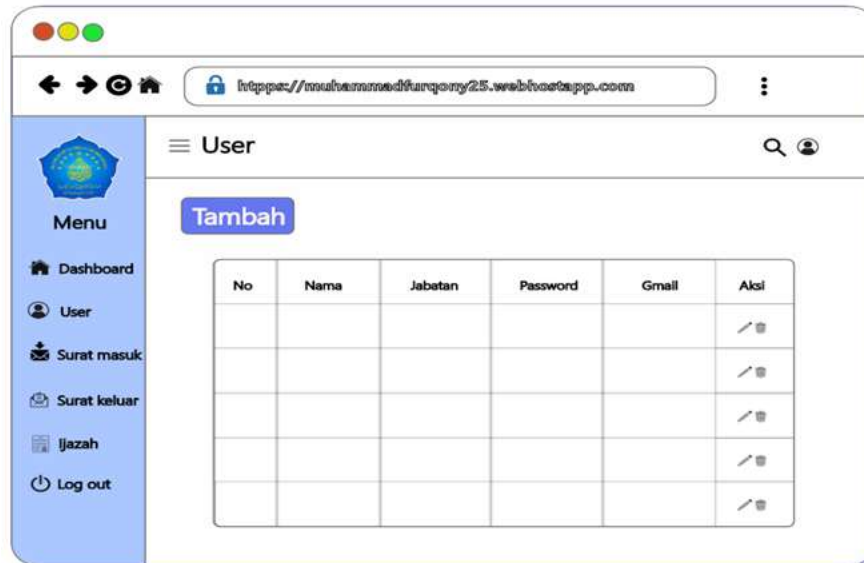 htpps://muhammadfurqony25.webhostapp.com
User
Menu
Dashboard
User
Surat masuk
Surat keluar
Ijazah
Log out
Tambah
No Nama Jabatan Password Gmail Aksi